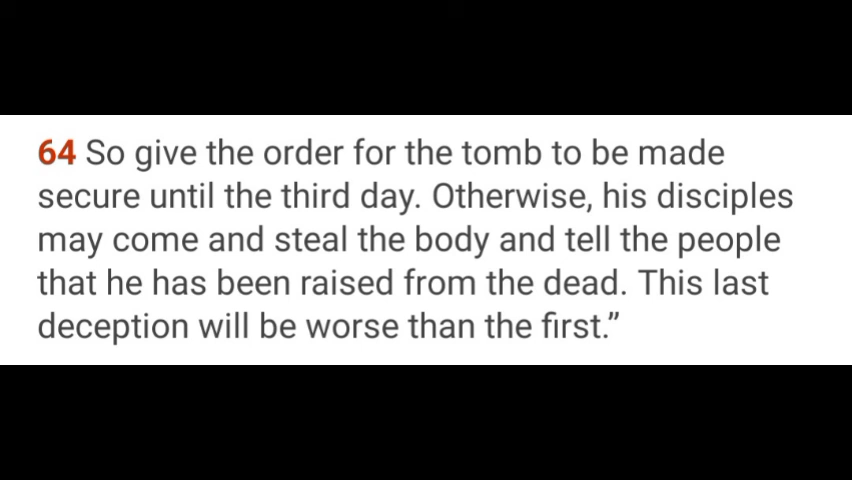 64 So give the order for the tomb to be made
secure until the third day. Otherwise, his disciples
may come and steal the body and tell the people
that he has been raised from the dead. This last
deception will be worse than the first.”